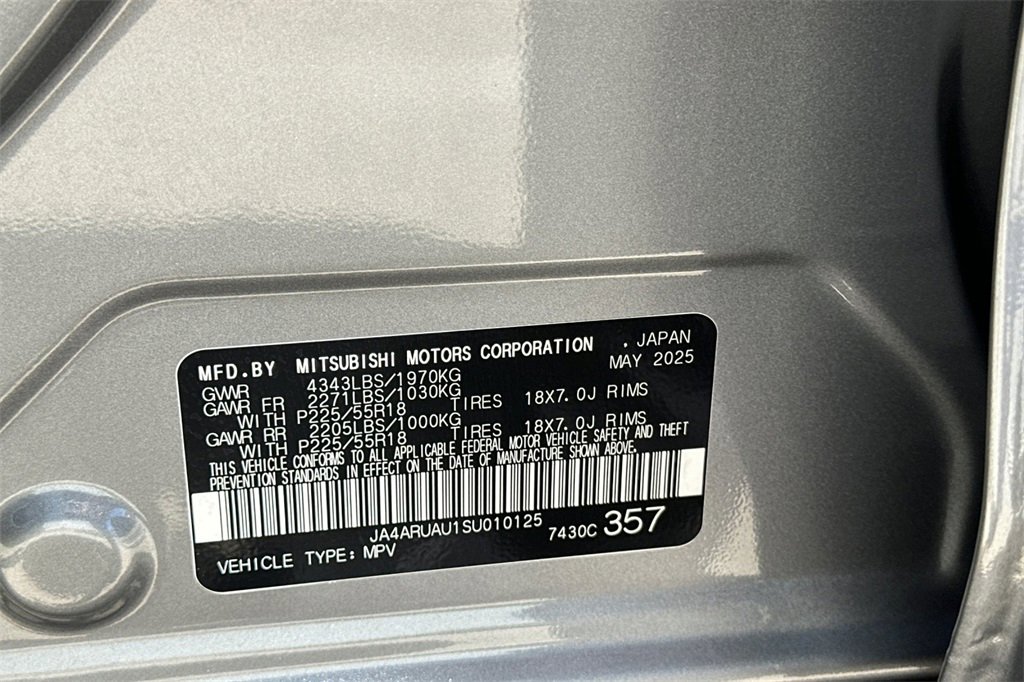 MFD.BY MITSUBISHI MOTORS CORPORATION , JAPAN
MAY 2025
GWR 4343LBS/1970KG
GAWR FR 2271LBS/1030KG
WITH P225/55R18 TIRES 18X7.0J RIMS
GAWR RR 2205LBS/1000KG
WITH P225/55R18 TIRES 18X7.0J RIMS
THIS VEHICLE CONFORMS TO ALL APPLICABLE FEDERAL MOTOR VEHICLE SAFETY AND THEFT
PREVENTION STANDARDS IN EFFECT ON THE DATE OF MANUFACTURE SHOWN ABOVE.
JA4ARUAU1SU010125 7430C 357
VEHICLE TYPE: MPV